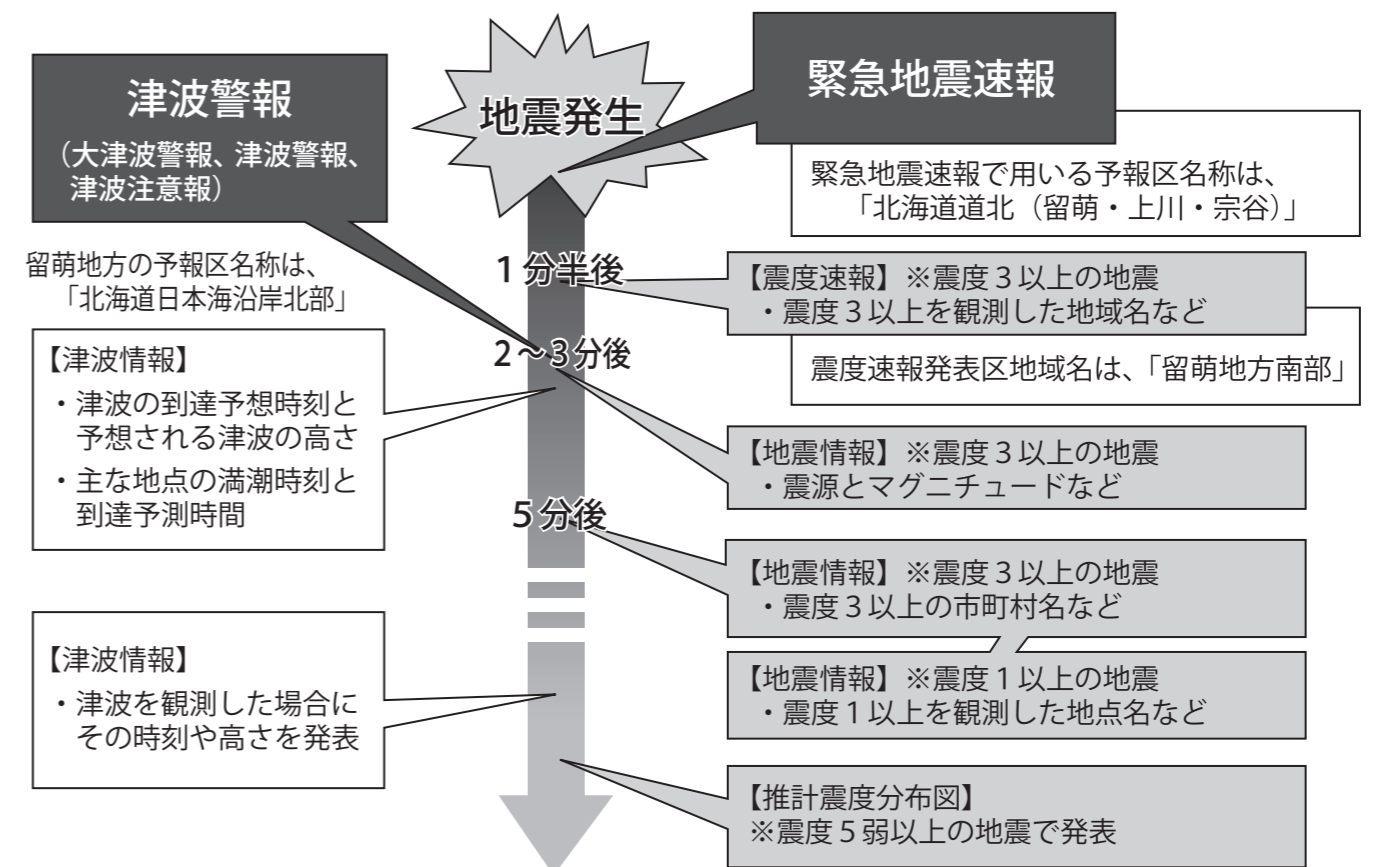 地震発生
緊急地震速報
緊急地震速報で用いる予報区名称は、
「北海道道北（留萌・上川・宗谷）」
津波警報
（大津波警報、津波警報、
津波注意報）
留萌地方の予報区名称は、
「北海道日本海沿岸北部」
1分半後
【震度速報】※震度３以上の地震
・震度３以上を観測した地域名など
震度速報発表区地域名は、「留萌地方南部」
2～3分後
【津波情報】
・津波の到達予想時刻と
予想される津波の高さ
・主な地点の満潮時刻と
到達予測時間
【地震情報】※震度３以上の地震
・震源とマグニチュードなど
5分後
【地震情報】※震度３以上の地震
・震度３以上の市町村名など
【地震情報】※震度１以上の地震
・震度１以上を観測した地点名など
【津波情報】
・津波を観測した場合に
その時刻や高さを発表
【推計震度分布図】
※震度５弱以上の地震で発表